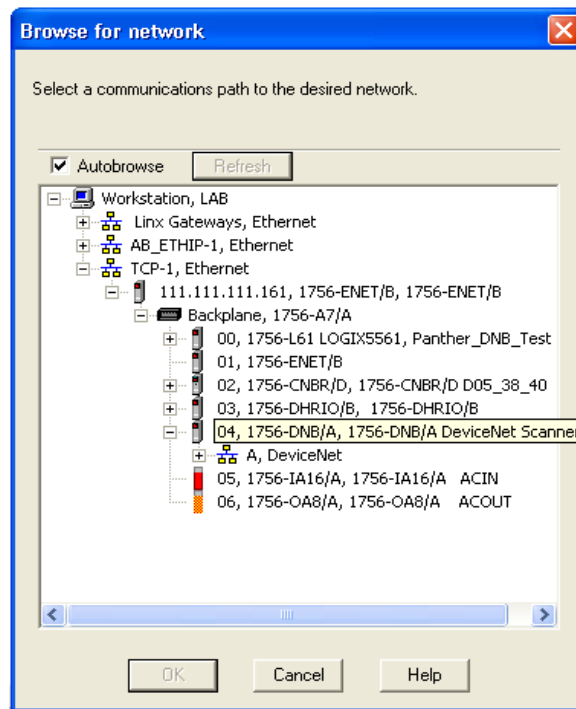 Browse for network
Select a communications path to the desired network.
Autobrowse
Refresh
Workstation, LAB
Linx Gateways, Ethernet
AB_ETHIP-1, Ethernet
TCP-1, Ethernet
111.111.111.161, 1756-ENET/B, 1756-ENET/B
Backplane, 1756-A7/A
00, 1756-L61 LOGIX5561, Panther_DNB_Test
01, 1756-ENET/B
02, 1756-CNBR/D, 1756-CNBR/D D05_38_40
03, 1756-DHRIO/B, 1756-DHRIO/B
04, 1756-DNB/A, 1756-DNB/A DeviceNet Scanner
A, DeviceNet
05, 1756-IA16/A, 1756-IA16/A ACIN
06, 1756-OA8/A, 1756-OA8/A ACOUT
OK
Cancel
Help